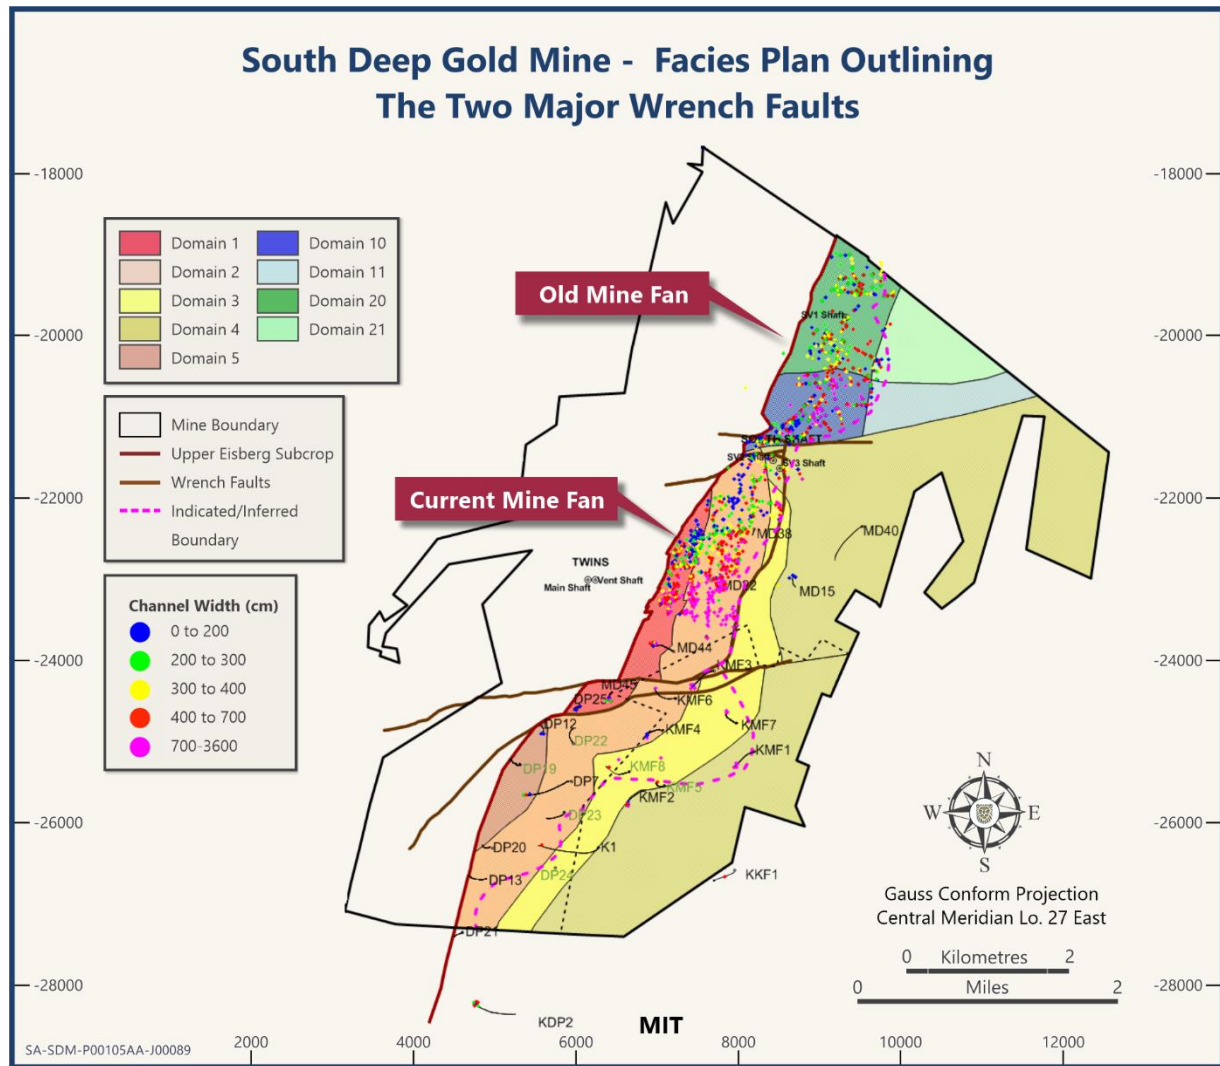 South Deep Gold Mine - Facies Plan Outlining
The Two Major Wrench Faults
-18000
-18000
Domain 1
Domain 10
Domain 2
Domain 11
Domain 3
Domain 20
Domain 4
Domain 21
Domain 5
Old Mine Fan
SV1 Shaft
-20000
-20000
Mine Boundary
Upper Eisberg Subcrop
Wrench Faults
Indicated/Inferred
Boundary
SV3 Shaft
Current Mine Fan
-22000
-22000
MD38
MD40
TWINS
Main Shaft
Vent Shaft
MD15
Channel Width (cm)
0 to 200
200 to 300
300 to 400
400 to 700
700-3600
MD44
-24000
-24000
KMF3
MD45
DP25
KMF6
DP12
DP22
KMF4
KMF7
KMF1
DP19
KMF8
DP7
KMF2
KMF5
DP23
-26000
-26000
DP20
K1
DP24
DP13
KKF1
DP21
N
W
E
S
Gauss Conform Projection
Central Meridian Lo. 27 East
0 Kilometres 2
Miles
0
2
-28000
-28000
KDP2
MIT
SA-SDM-P00105AA-J00089
2000
4000
6000
8000
10000
12000